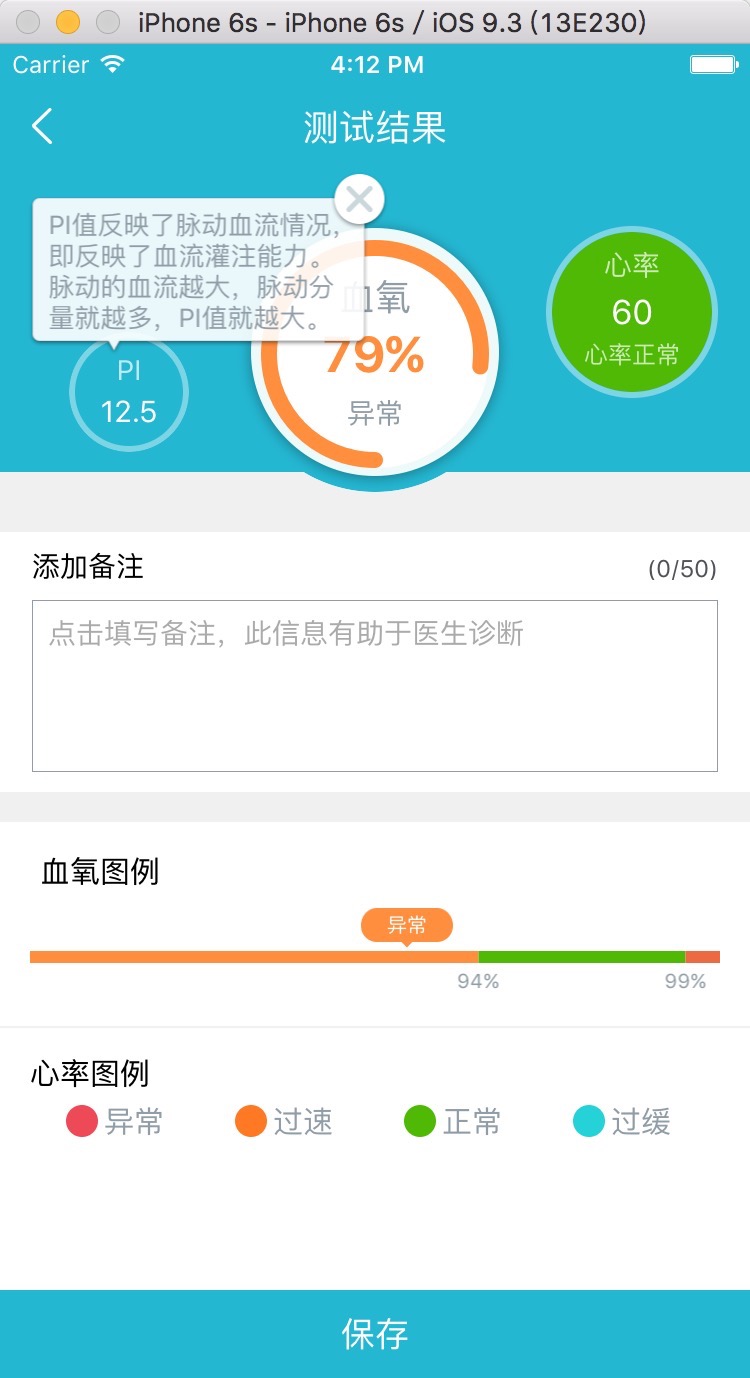 iPhone 6s - iPhone 6s / iOS 9.3 (13E230)
Carrier
4:12 PM
测试结果
PI值反映了脉动血流情况，
即反映了血流灌注能力。
脉动的血流越大，脉动分
量就越多，PI值就越大。
PI
12.5
血氧
79%
异常
心率
60
心率正常
添加备注
(0/50)
点击填写备注，此信息有助于医生诊断
血氧图例
异常
94%
99%
心率图例
异常
过速
正常
过缓
保存